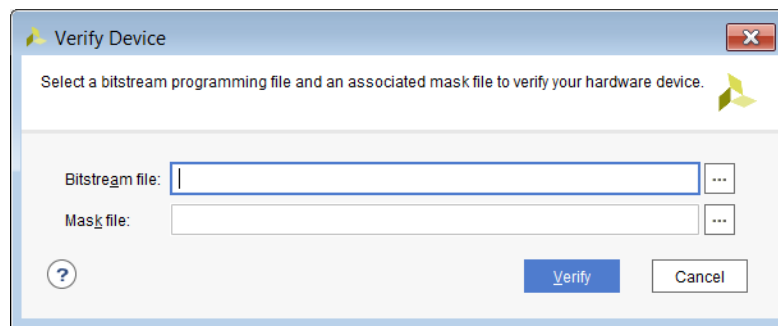 Verify Device
Select a bitstream programming file and an associated mask file to verify your hardware device.
Bitstream file:
...
Mask file:
...
?
Verify
Cancel